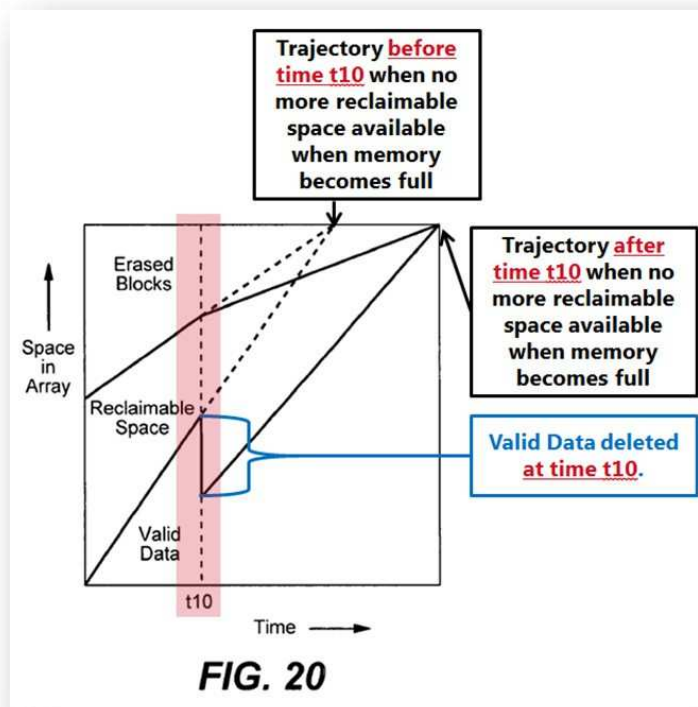 Trajectory before
time t10 when no
more reclaimable
space available
when memory
becomes full
Trajectory after
time t10 when no
more reclaimable
space available
when memory
becomes full
Erased
Blocks
Space
in
Array
Reclaimable
Space
Valid Data deleted
at time t10.
Valid
Data
t10
Time
FIG. 20